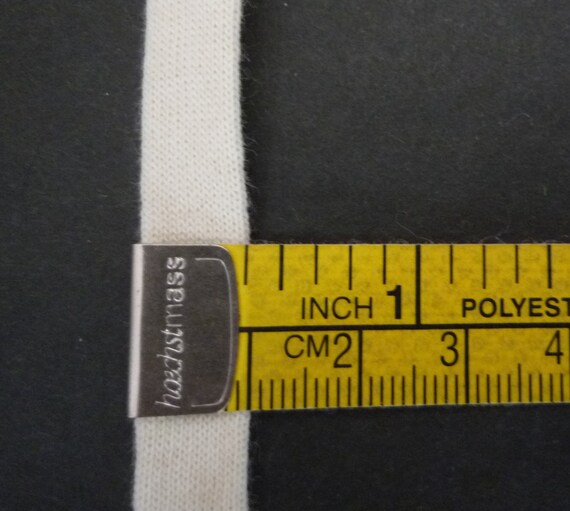 hoechstmass
INCH 1 POLYEST
CM 2 3 4